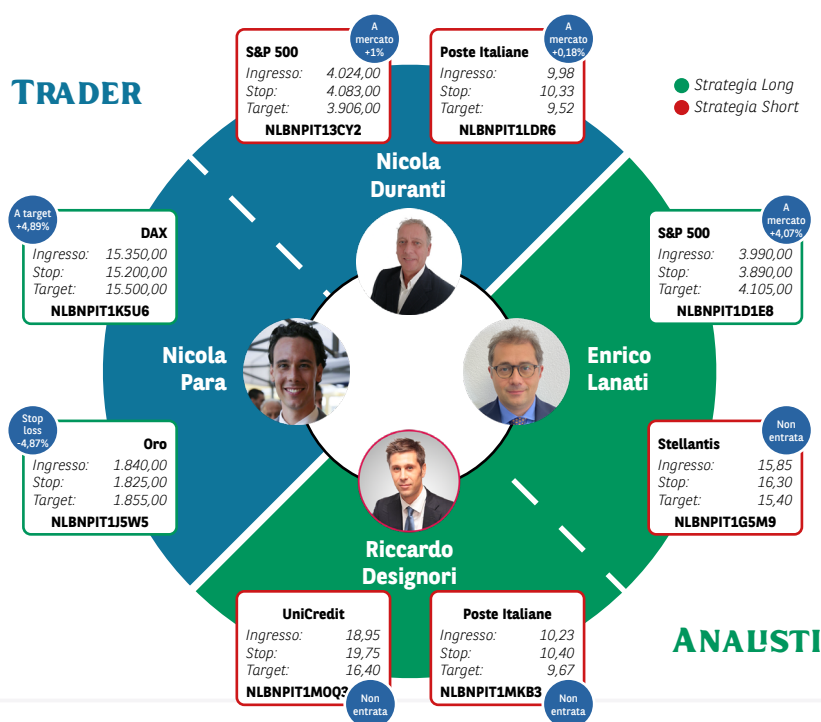 TRADER
A
mercato
+1%
S&P 500
Ingresso: 4.024,00
Stop: 4.083,00
Target: 3.906,00
NLBNPIT13CY2
A
mercato
+0,18%
Poste Italiane
Ingresso: 9,98
Stop: 10,33
Target: 9,52
NLBNPIT1LDR6
Strategia Long
Strategia Short
Nicola
Duranti
A target
+4,89%
DAX
Ingresso: 15.350,00
Stop: 15.200,00
Target: 15.500,00
NLBNPIT1K5U6
A
mercato
+4,07%
S&P 500
Ingresso: 3.990,00
Stop: 3.890,00
Target: 4.105,00
NLBNPIT1D1E8
Nicola
Para
Enrico
Lanati
Stop
loss
-4,87%
Oro
Ingresso: 1.840,00
Stop: 1.825,00
Target: 1.855,00
NLBNPIT1J5W5
Non
entrata
Stellantis
Ingresso: 15,85
Stop: 16,30
Target: 15,40
NLBNPIT1G5M9
Riccardo
Designori
UniCredit
Ingresso: 18,95
Stop: 19,75
Target: 16,40
NLBNPIT1MOQ3
Non
entrata
Poste Italiane
Ingresso: 10,23
Stop: 10,40
Target: 9,67
NLBNPIT1MKB3
Non
entrata
ANALISTI